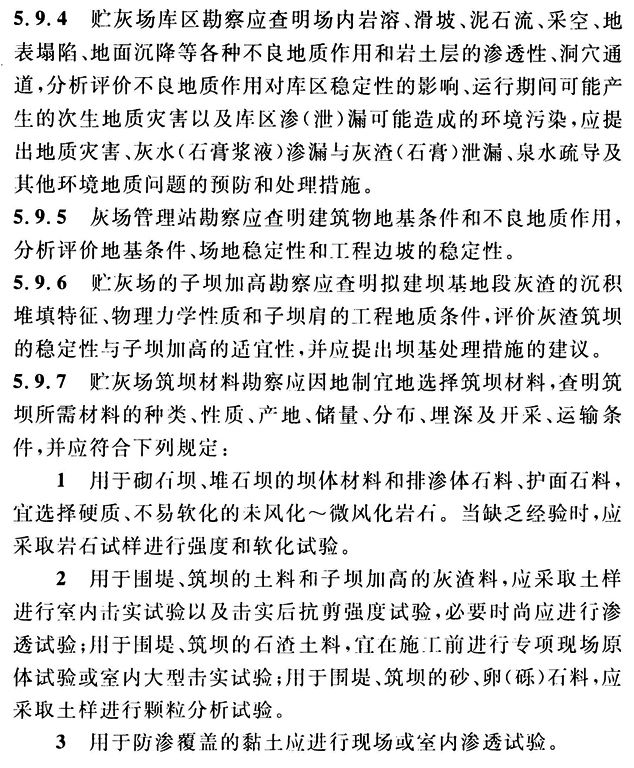 5.9.4 贮灰场库区勘察应查明场内岩溶、滑坡、泥石流、采空、地
表塌陷、地面沉降等各种不良地质作用和岩土层的渗透性、洞穴通
道,分析评价不良地质作用对库区稳定性的影响、运行期间可能产
生的次生地质灾害以及库区渗(泄)漏可能造成的环境污染,应提
出地质灾害、灰水(石膏浆液)渗漏与灰渣(石膏)泄漏、泉水疏导及
其他环境地质问题的预防和处理措施。
5.9.5 灰场管理站勘察应查明建筑物地基条件和不良地质作用,
分析评价地基条件、场地稳定性和工程边坡的稳定性。
5.9.6 贮灰场的子坝加高勘察应查明拟建坝基地段灰渣的沉积
堆填特征、物理力学性质和子坝肩的工程地质条件,评价灰渣筑坝
的稳定性与子坝加高的适宜性,并应提出坝基处理措施的建议。
5.9.7 贮灰场筑坝材料勘察应因地制宜地选择筑坝材料,查明筑
坝所需材料的种类、性质、产地、储量、分布、埋深及开采、运输条
件,并应符合下列规定:
1 用于砌石坝、堆石坝的坝体材料和排渗体石料、护面石料,
宜选择硬质、不易软化的未风化～微风化岩石。当缺乏经验时,应
采取岩石试样进行强度和软化试验。
2 用于围堤、筑坝的土料和子坝加高的灰渣料,应采取土样
进行室内击实试验以及击实后抗剪强度试验,必要时尚应进行渗
透试验;用于围堤、筑坝的石渣土料,宜在施工前进行专项现场原
体试验或室内大型击实试验;用于围堤、筑坝的砂、卵(砾)石料,应
采取土样进行颗粒分析试验。
3 用于防渗覆盖的黏土应进行现场或室内渗透试验。